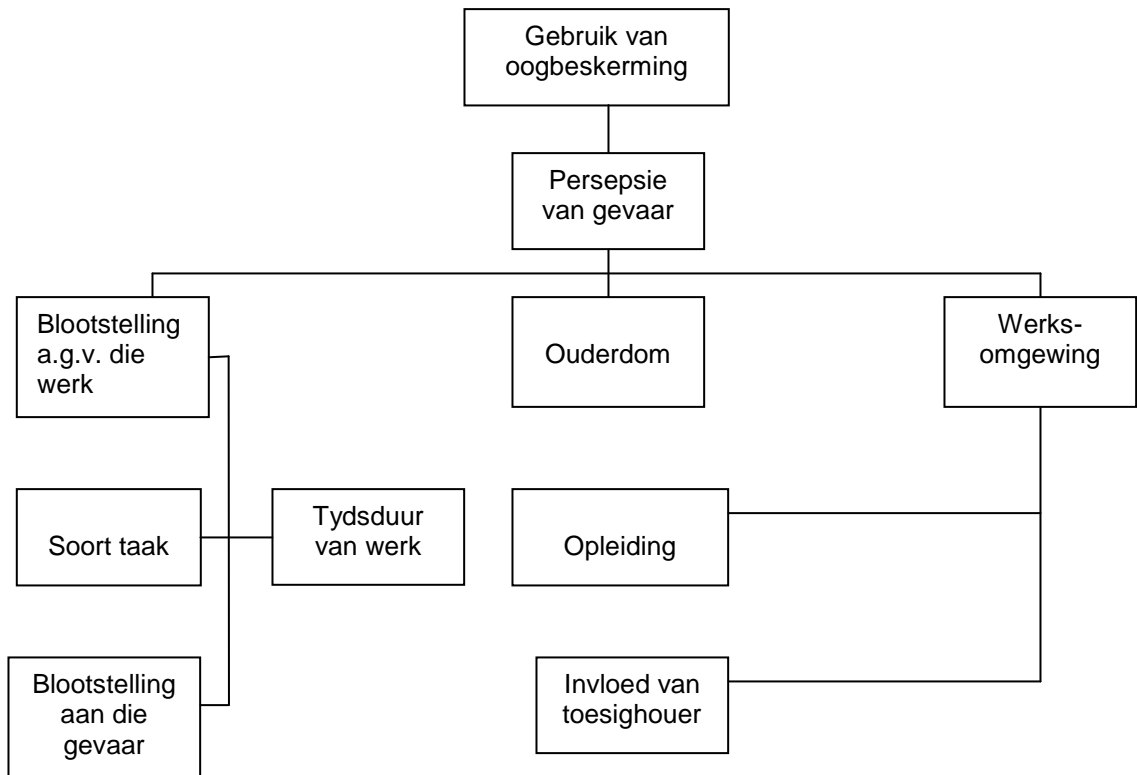 Gebruik van
oogbeskerming
Persepsie
van gevaar
Blootstelling
a.g.v. die
werk
Ouderdom
Werks-
omgewing
Soort taak
Tydsduur
van werk
Opleiding
Blootstelling
aan die
gevaar
Invloed van
toesighouer